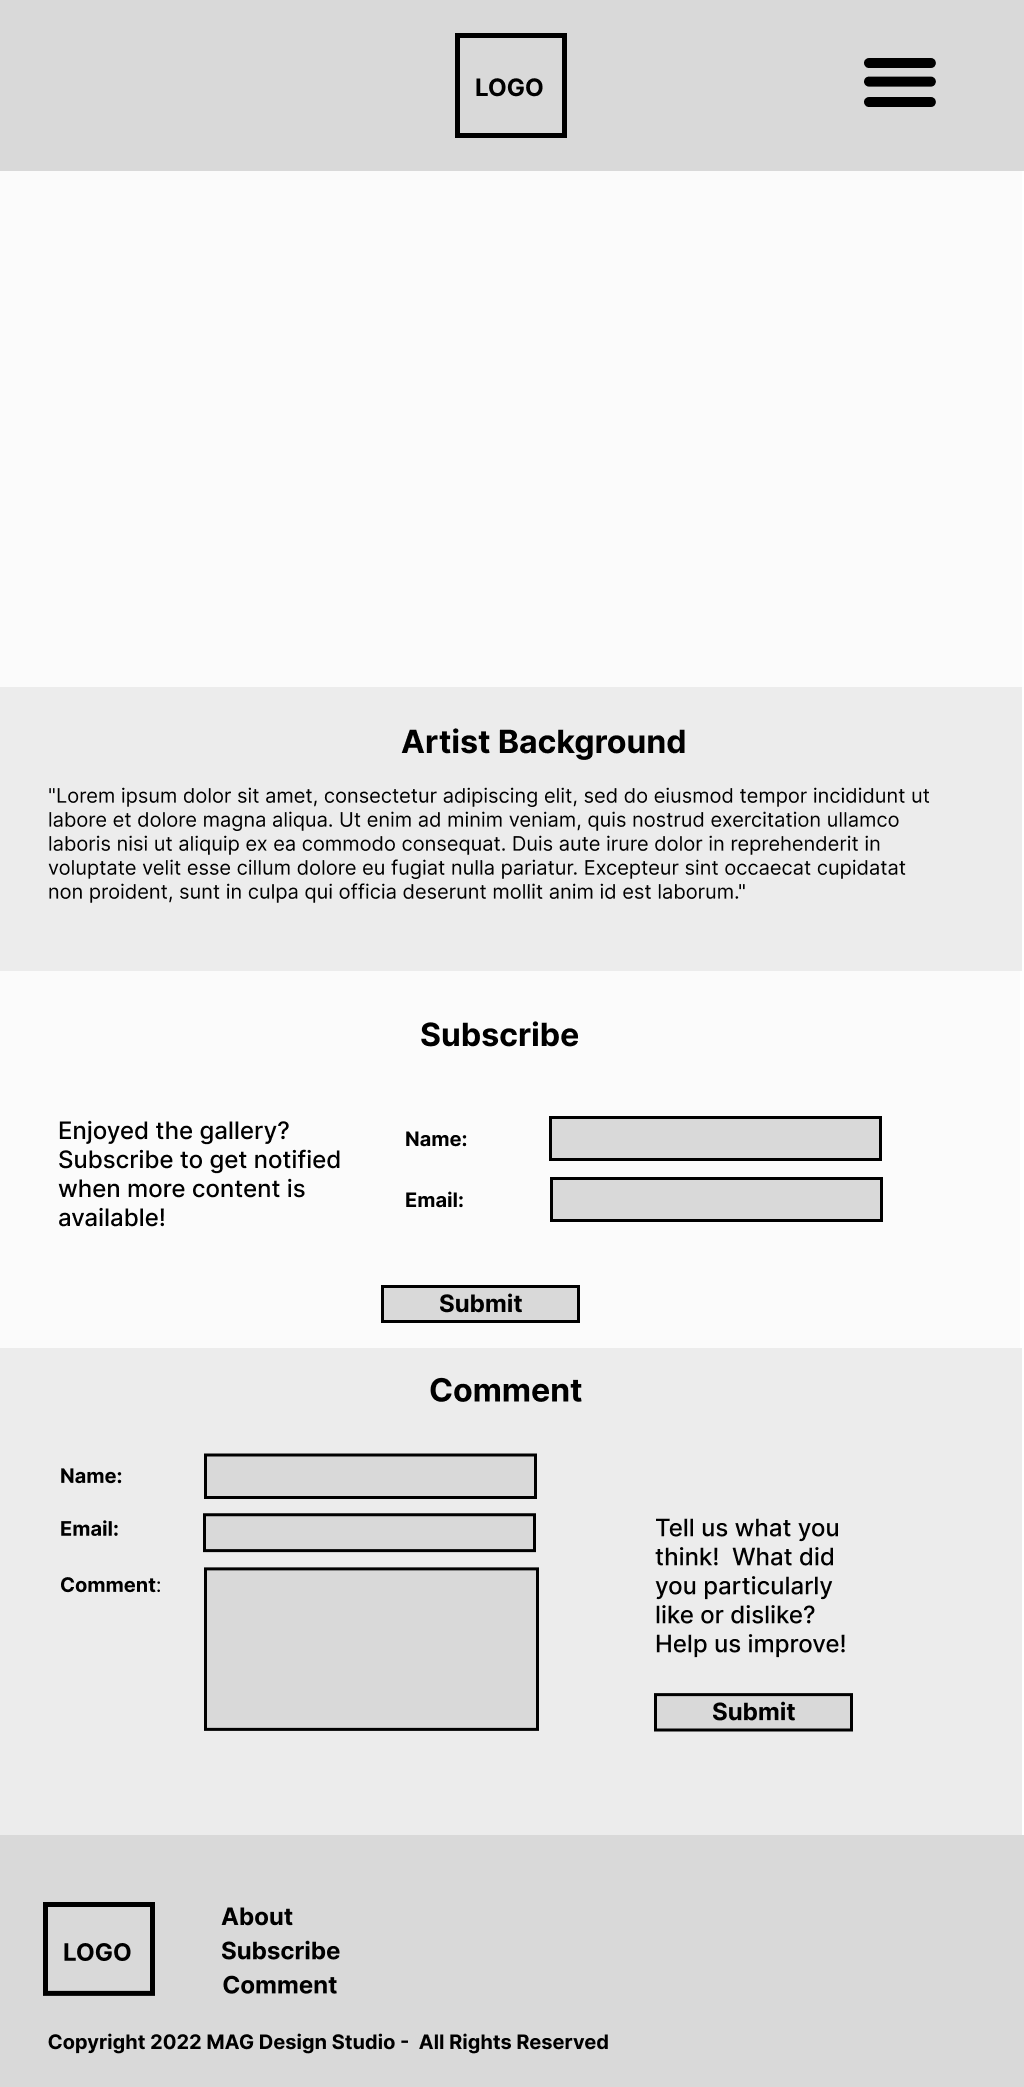 LOGO
Artist Background
"Lorem ipsum dolor sit amet, consectetur adipiscing elit, sed do eiusmod tempor incididunt ut
labore et dolore magna aliqua. Ut enim ad minim veniam, quis nostrud exercitation ullamco
laboris nisi ut aliquip ex ea commodo consequat. Duis aute irure dolor in reprehenderit in
voluptate velit esse cillum dolore eu fugiat nulla pariatur. Excepteur sint occaecat cupidatat
non proident, sunt in culpa qui officia deserunt mollit anim id est laborum."
Subscribe
Enjoyed the gallery?
Subscribe to get notified
when more content is
available!
Name:
Email:
Submit
Comment
Name:
Email:
Comment:
Tell us what you
think!  What did
you particularly
like or dislike?
Help us improve!
Submit
LOGO
About
Subscribe
Comment
Copyright 2022 MAG Design Studio -  All Rights Reserved